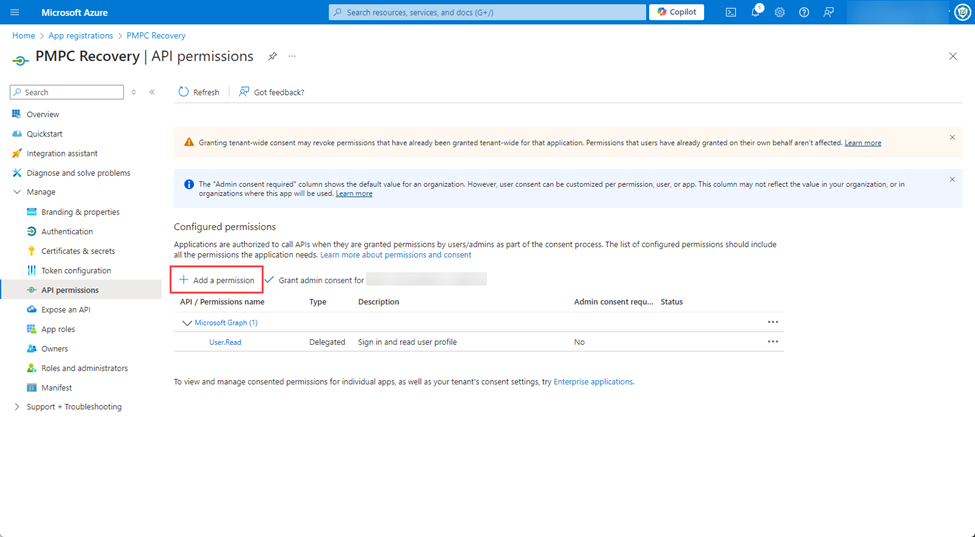 Microsoft Azure
Search resources, services, and docs (G+/)
Copilot
1
Home > App registrations > PMPC Recovery
PMPC Recovery | API permissions
Search
Refresh
Got feedback?
Overview
Quickstart
Integration assistant
Diagnose and solve problems
Manage
Branding & properties
Authentication
Certificates & secrets
Token configuration
API permissions
Expose an API
App roles
Owners
Roles and administrators
Manifest
Support + Troubleshooting
Granting tenant-wide consent may revoke permissions that have already been granted tenant-wide for that application. Permissions that users have already granted on their own behalf aren't affected. Learn more
The "Admin consent required" column shows the default value for an organization. However, user consent can be customized per permission, user, or app. This column may not reflect the value in your organization, or in
organizations where this app will be used. Learn more
Configured permissions
Applications are authorized to call APIs when they are granted permissions by users/admins as part of the consent process. The list of configured permissions should include
all the permissions the application needs. Learn more about permissions and consent
+ Add a permission
Grant admin consent for
API / Permissions name Type Description Admin consent requ... Status
Microsoft Graph (1)
User.Read Delegated Sign in and read user profile No
To view and manage consented permissions for individual apps, as well as your tenant's consent settings, try Enterprise applications.